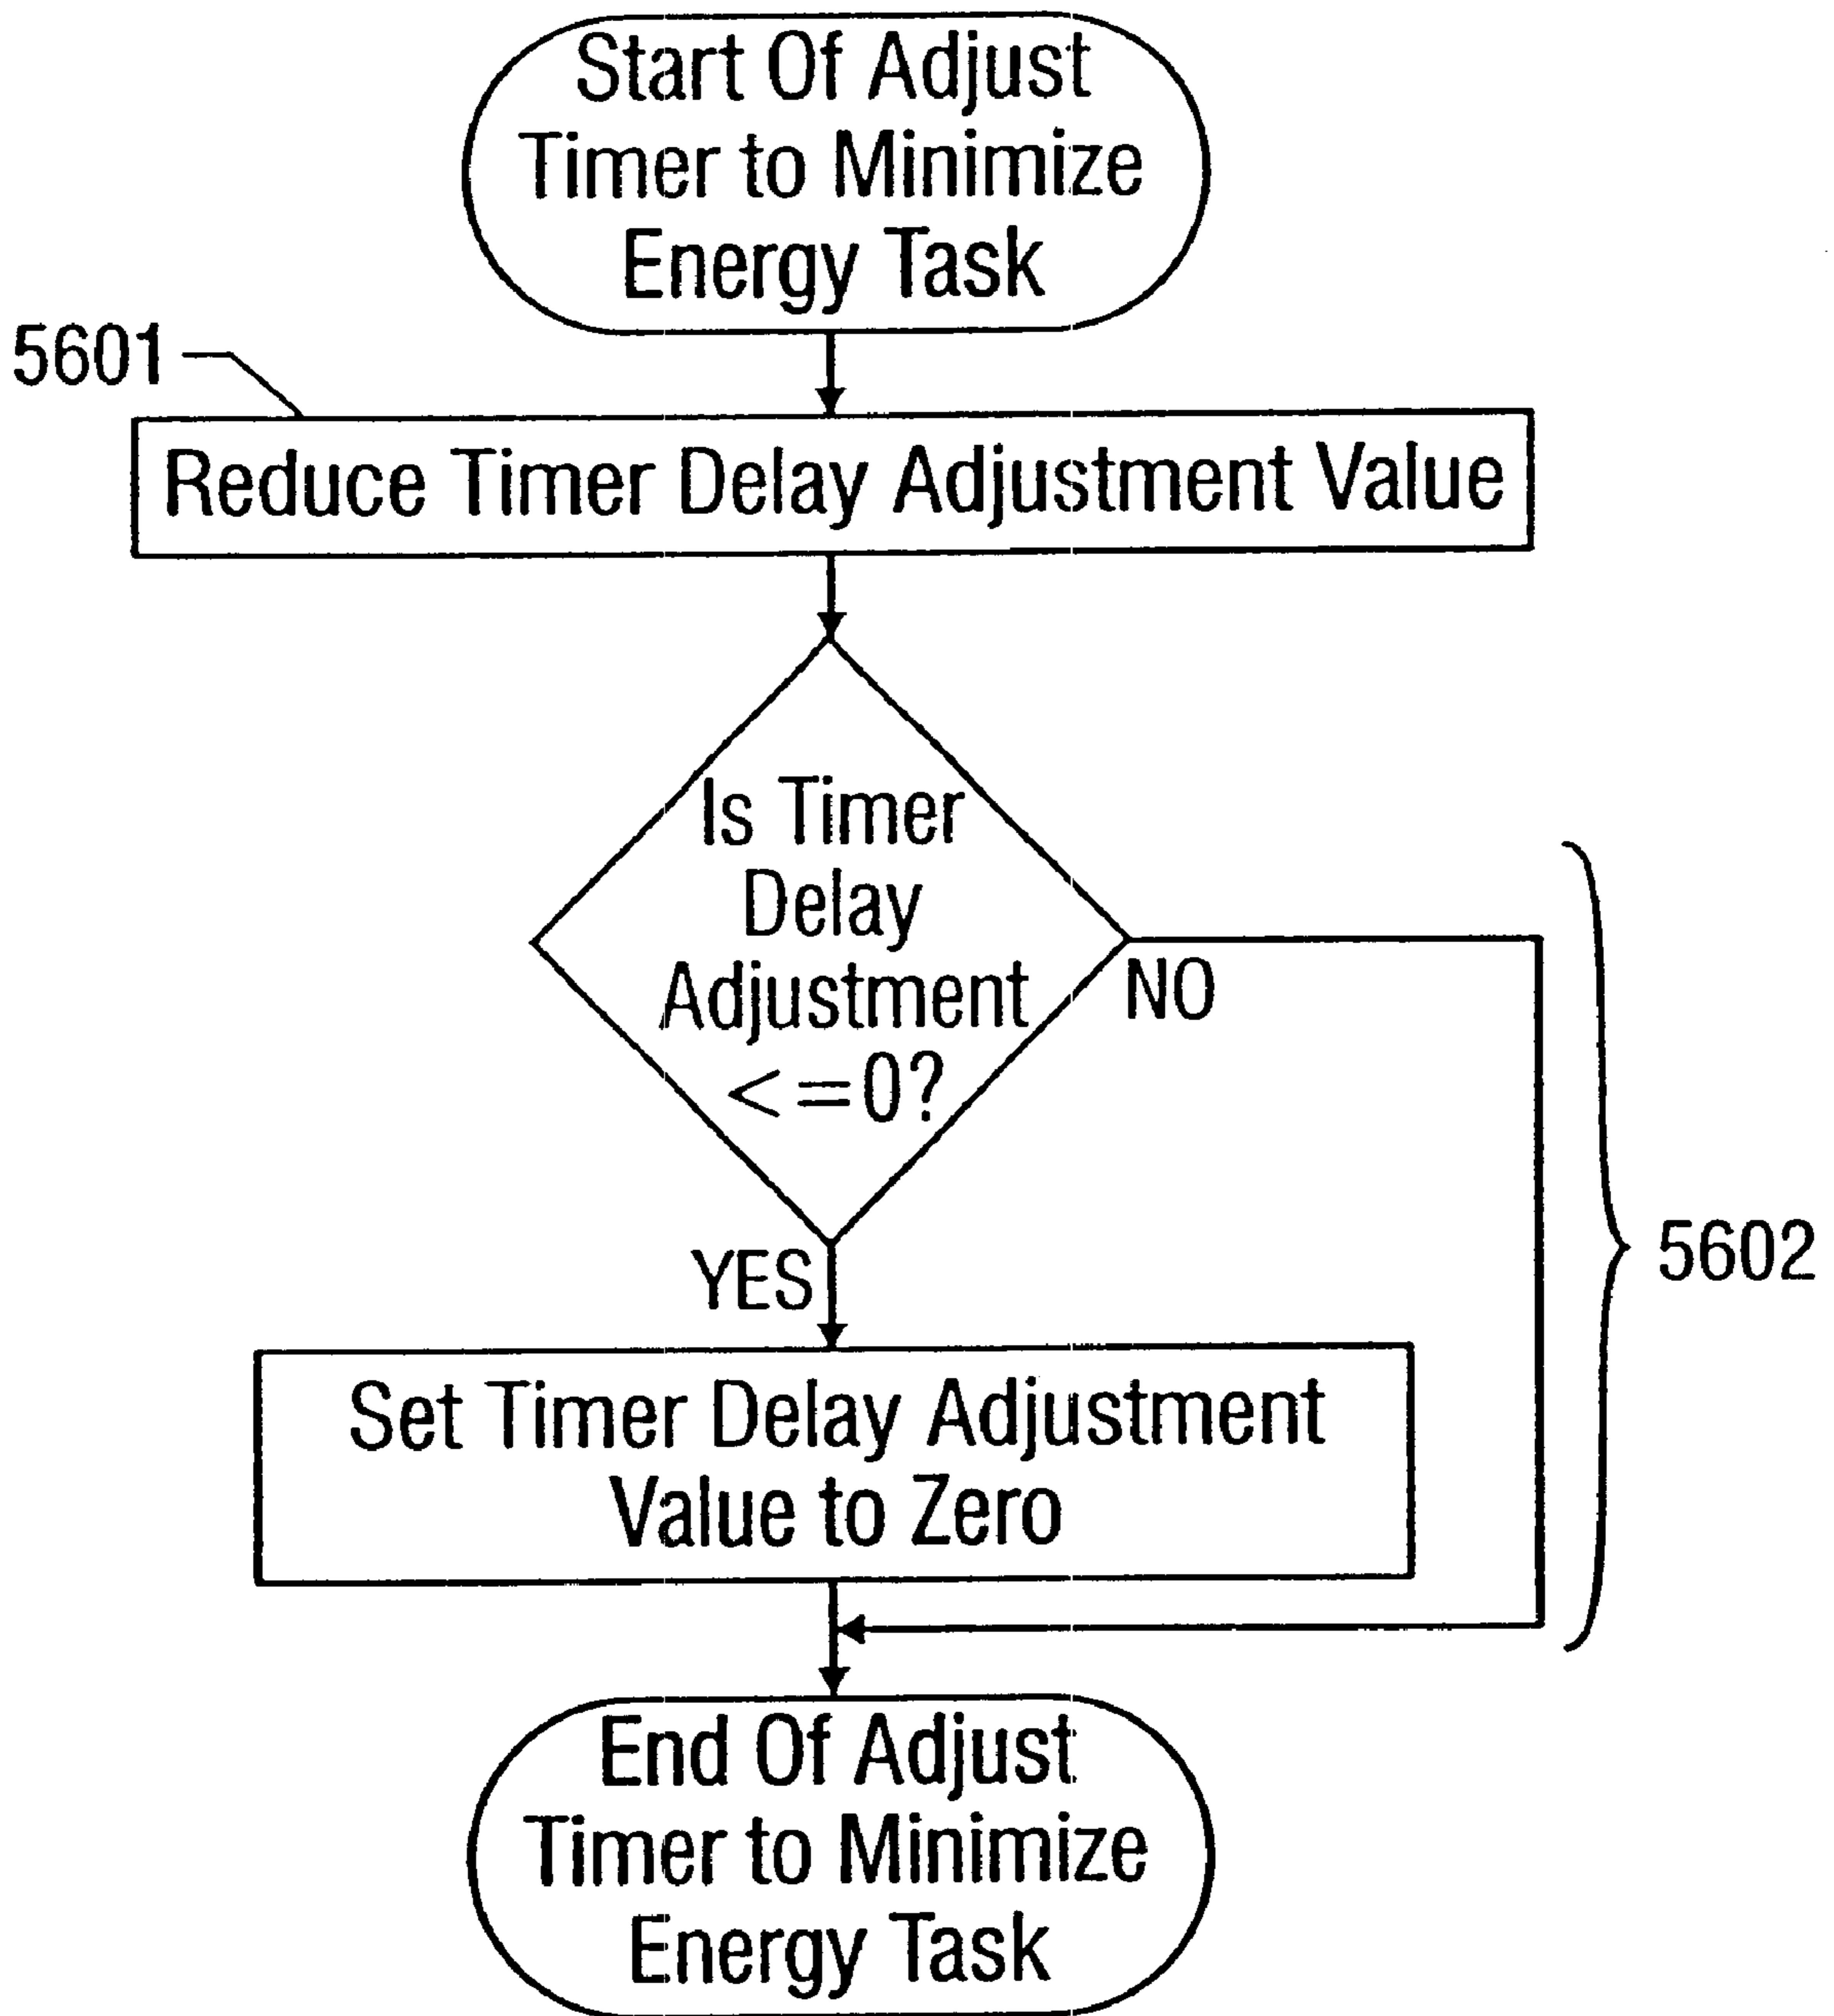 Start Of Adjust
Timer to Minimize
Energy Task
5601
Reduce Timer Delay Adjustment Value
Is Timer
Delay
Adjustment
<=0?
NO
5602
YES
Set Timer Delay Adjustment
Value to Zero
End Of Adjust
Timer to Minimize
Energy Task